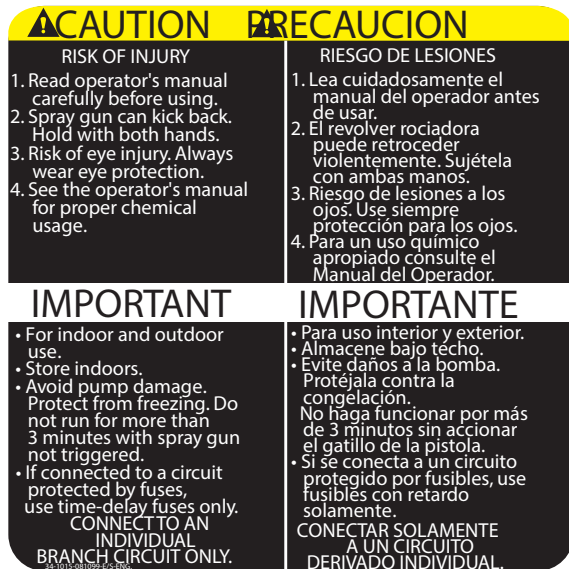 CAUTION
RISK OF INJURY
1. Read operator's manual
carefully before using.
2. Spray gun can kick back.
Hold with both hands.
3. Risk of eye injury. Always
wear eye protection.
4. See the operator's manual
for proper chemical
usage.
PRECAUCION
RIESGO DE LESIONES
1. Lea cuidadosamente el
manual del operador antes
de usar.
2. El revolver rociadora
puede retroceder
violentemente. Sujétela
con ambas manos.
3. Riesgo de lesiones a los
ojos. Use siempre
protección para los ojos.
4. Para un uso químico
apropiado consulte el
Manual del Operador.
IMPORTANT
• For indoor and outdoor
use.
• Store indoors.
• Avoid pump damage.
Protect from freezing. Do
not run for more than
3 minutes with spray gun
not triggered.
• If connected to a circuit
protected by fuses,
use time-delay fuses only.
CONNECT TO AN
INDIVIDUAL
BRANCH CIRCUIT ONLY.
34-1015-081099-E/S-ENG.
IMPORTANTE
• Para uso interior y exterior.
• Almacene bajo techo.
• Evite daños a la bomba.
Protéjala contra la
congelación.
No haga funcionar por más
de 3 minutos sin accionar
el gatillo de la pistola.
• Si se conecta a un circuito
protegido por fusibles, use
fusibles con retardo
solamente.
CONECTAR SOLAMENTE
A UN CIRCUITO
DERIVADO INDIVIDUAL.